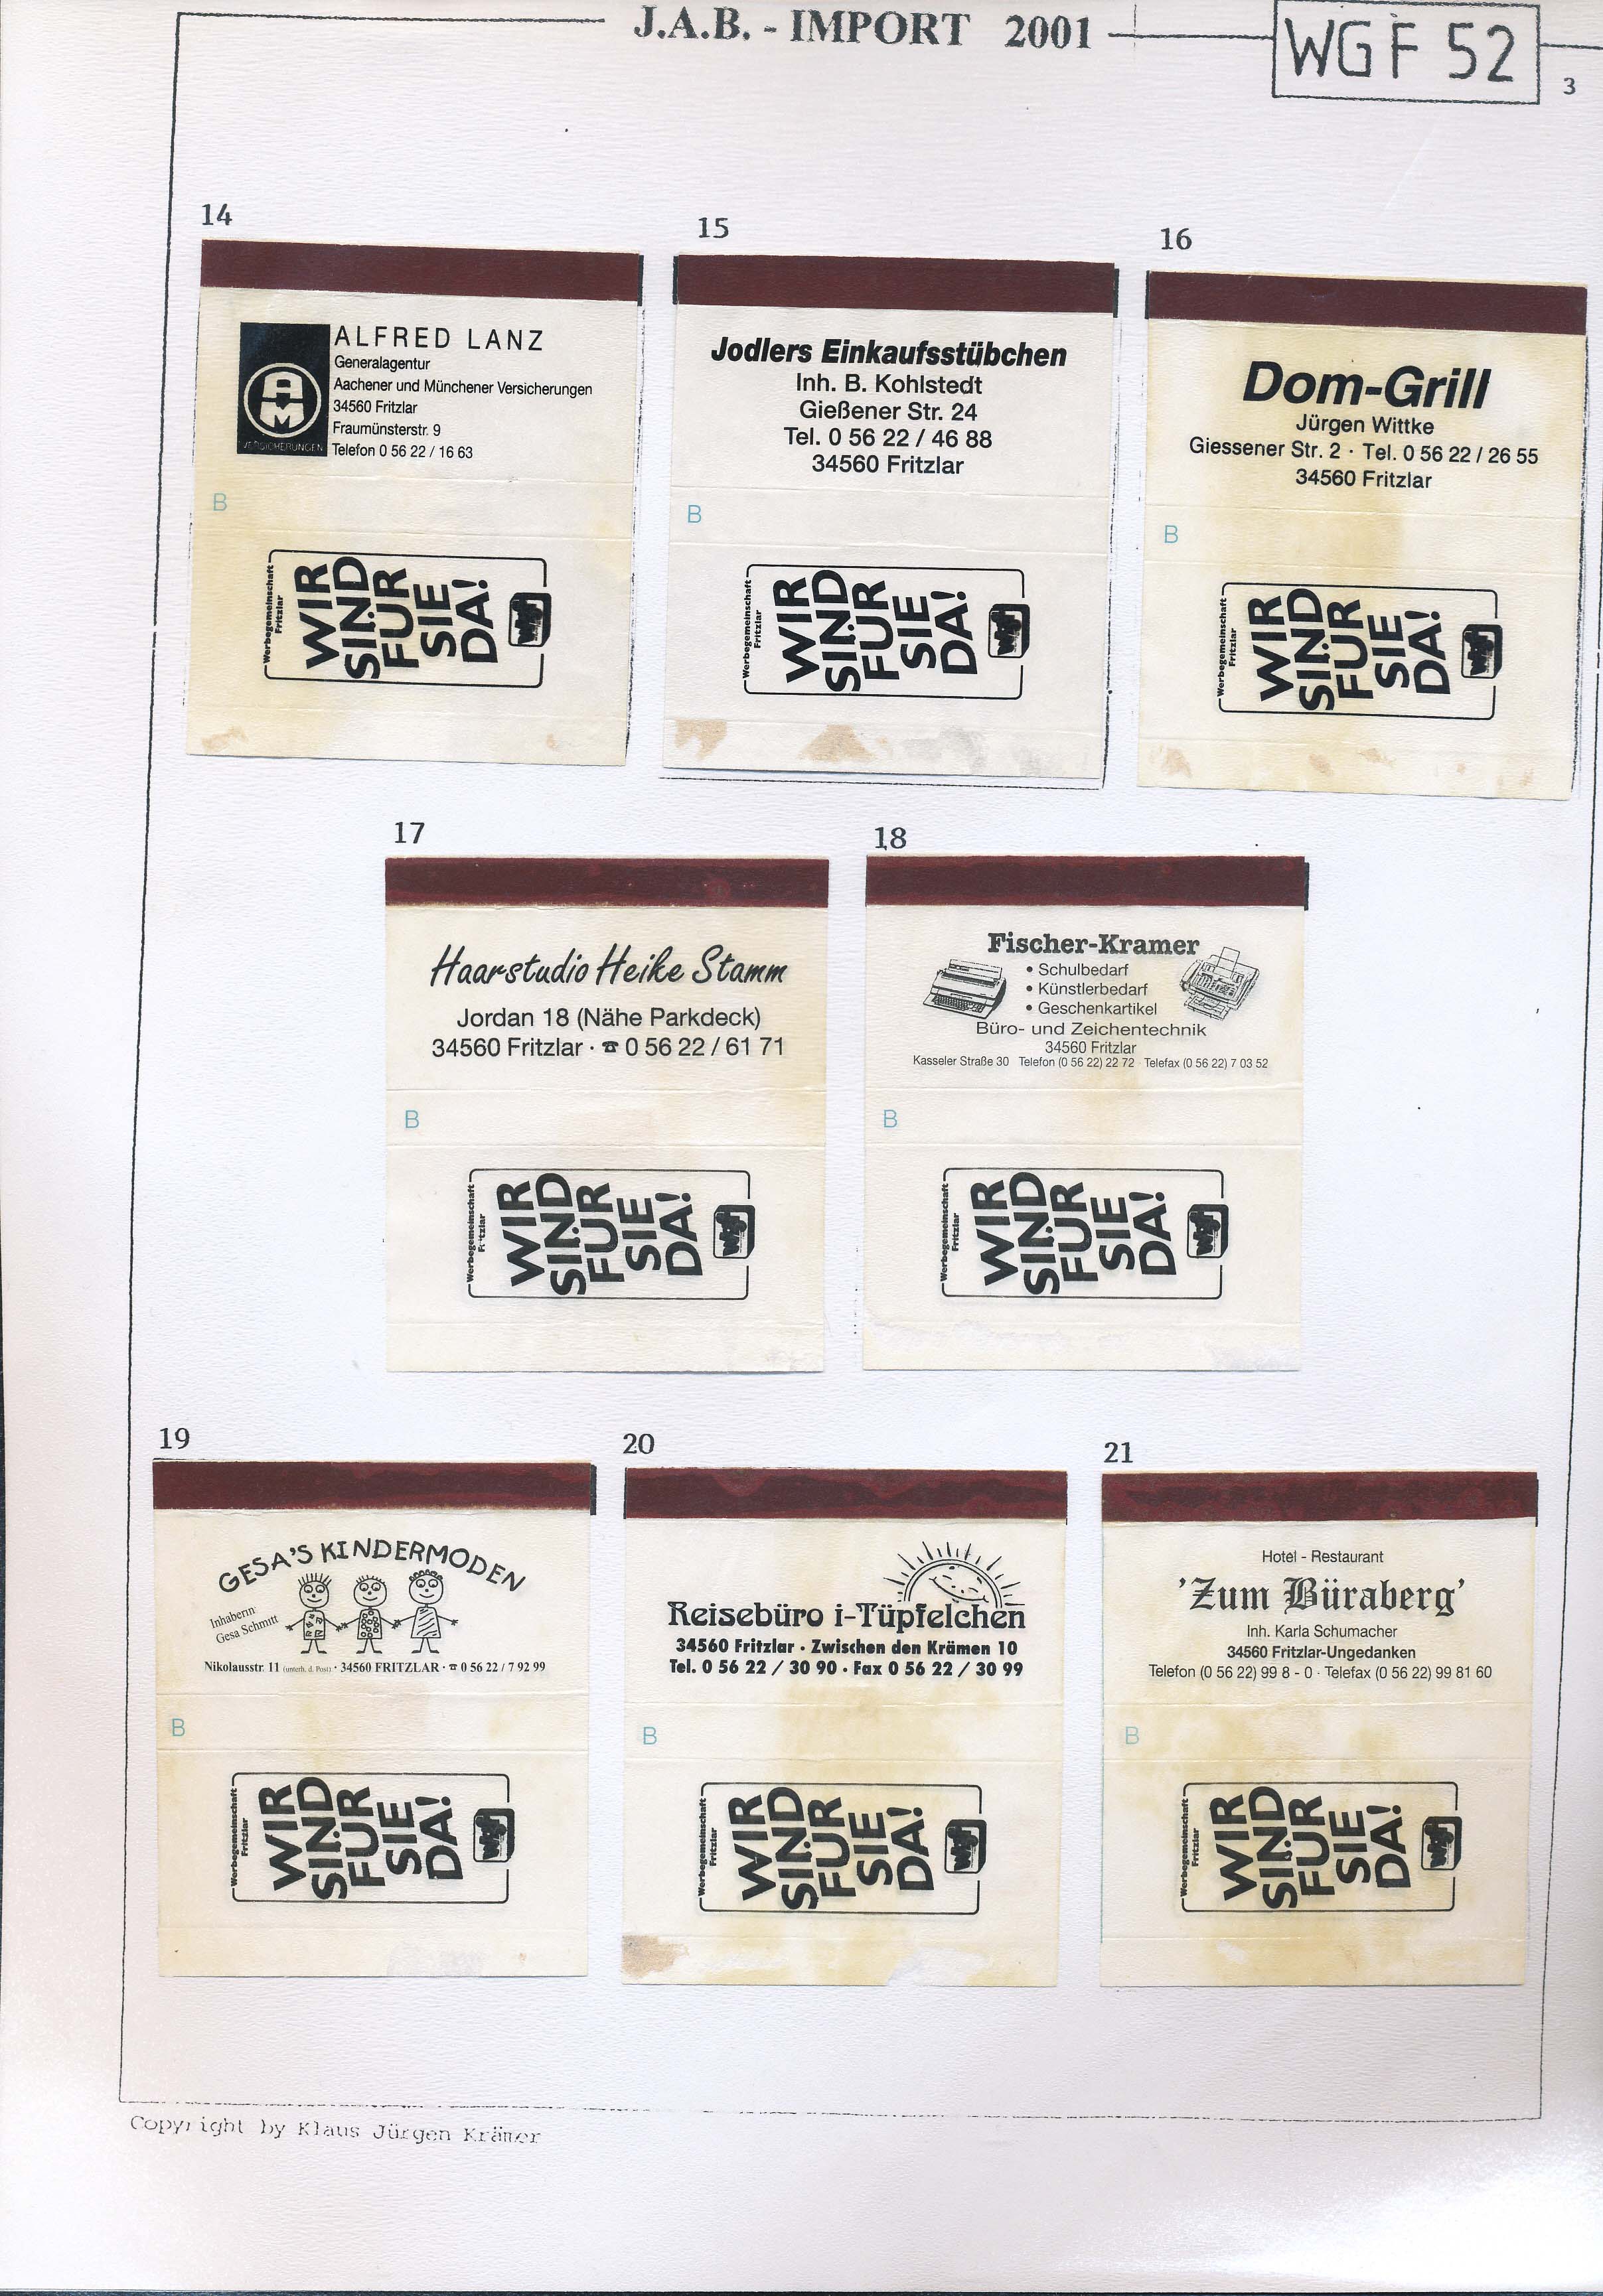 J.A.B. - IMPORT 2001
WGF 52
3
14
ALFRED LANZ
Generalagentur
Aachener und Münchener Versicherungen
34560 Fritzlar
Fraumünsterstr. 9
Telefon 0 56 22 / 16 63
AM
VERSICHERUNGEN
B
Werbegemeinschaft
Fritzlar
WIR
SIND
FÜR
SIE
DA!
wgf
15
Jodlers Einkaufsstübchen
Inh. B. Kohlstedt
Gießener Str. 24
Tel. 0 56 22 / 46 88
34560 Fritzlar
B
Werbegemeinschaft
Fritzlar
WIR
SIND
FÜR
SIE
DA!
wgf
16
Dom-Grill
Jürgen Wittke
Giessener Str. 2 · Tel. 0 56 22 / 26 55
34560 Fritzlar
B
Werbegemeinschaft
Fritzlar
WIR
SIND
FÜR
SIE
DA!
wgf
17
Haarstudio Heike Stamm
Jordan 18 (Nähe Parkdeck)
34560 Fritzlar · ☎ 0 56 22 / 61 71
B
Werbegemeinschaft
Fritzlar
WIR
SIND
FÜR
SIE
DA!
wgf
18
Fischer-Kramer
• Schulbedarf
• Künstlerbedarf
• Geschenkartikel
Büro- und Zeichentechnik
34560 Fritzlar
Kasseler Straße 30 Telefon (0 56 22) 22 72 · Telefax (0 56 22) 7 03 52
B
Werbegemeinschaft
Fritzlar
WIR
SIND
FÜR
SIE
DA!
wgf
19
GESA'S KINDERMODEN
Inhaberin:
Gesa Schmitt
Nikolausstr. 11 (unterh. d. Post) · 34560 FRITZLAR · ☎ 0 56 22 / 7 92 99
B
Werbegemeinschaft
Fritzlar
WIR
SIND
FÜR
SIE
DA!
wgf
20
Reisebüro i-Tüpfelchen
34560 Fritzlar · Zwischen den Krämen 10
Tel. 0 56 22 / 30 90 · Fax 0 56 22 / 30 99
B
Werbegemeinschaft
Fritzlar
WIR
SIND
FÜR
SIE
DA!
wgf
21
Hotel - Restaurant
'Zum Büraberg'
Inh. Karla Schumacher
34560 Fritzlar-Ungedanken
Telefon (0 56 22) 99 8 - 0 · Telefax (0 56 22) 99 81 60
B
Werbegemeinschaft
Fritzlar
WIR
SIND
FÜR
SIE
DA!
wgf
Copyright by Klaus Jürgen Krämer